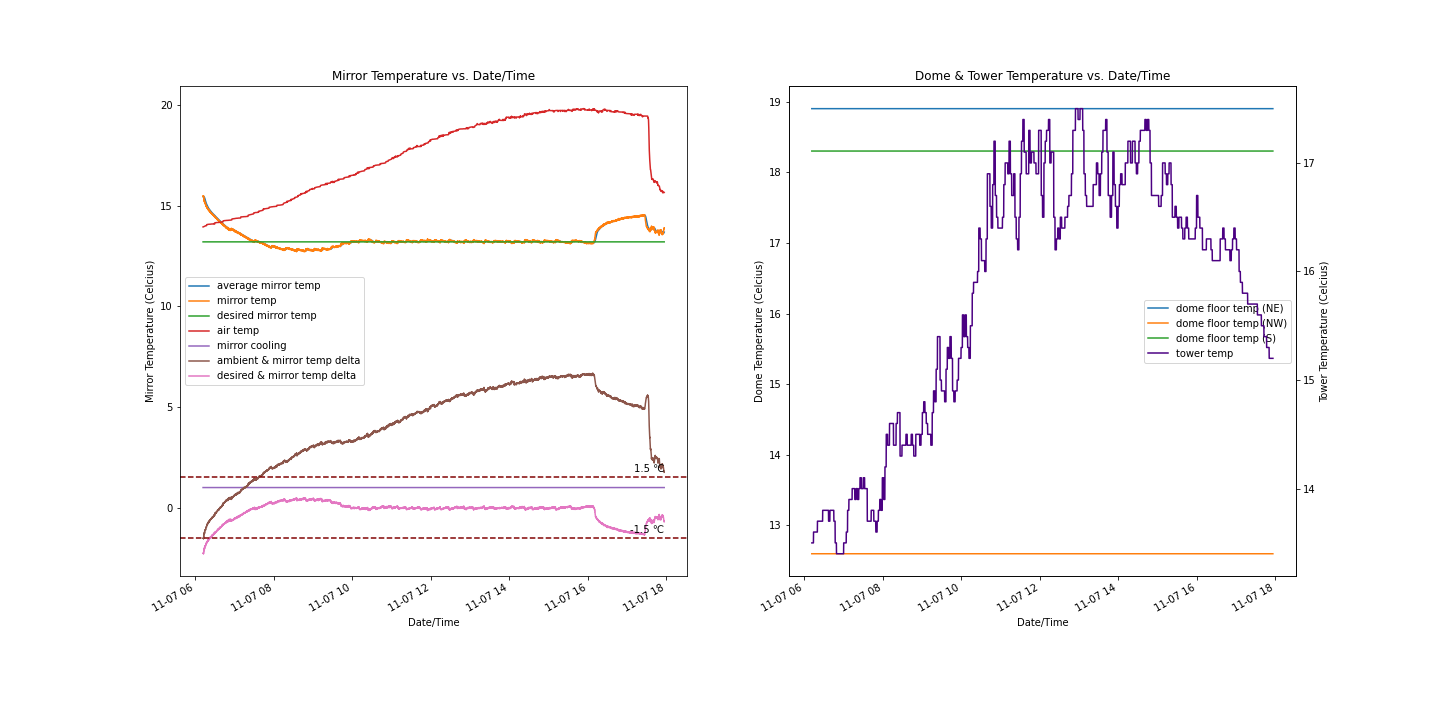 Mirror Temperature vs. Date/Time
Mirror Temperature (Celcius)
20
15
10
5
0
average mirror temp
mirror temp
desired mirror temp
air temp
mirror cooling
ambient & mirror temp delta
desired & mirror temp delta
1.5 °C
-1.5 °C
11-07 06
11-07 08
11-07 10
11-07 12
11-07 14
11-07 16
11-07 18
Date/Time
Dome & Tower Temperature vs. Date/Time
Dome Temperature (Celcius)
19
18
17
16
15
14
13
dome floor temp (NE)
dome floor temp (NW)
dome floor temp (S)
tower temp
17
16
15
14
Tower Temperature (Celcius)
11-07 06
11-07 08
11-07 10
11-07 12
11-07 14
11-07 16
11-07 18
Date/Time